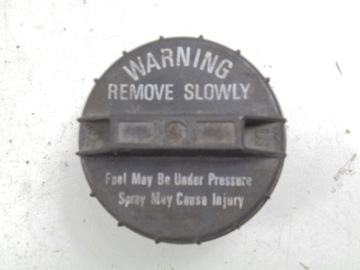 WARNING
REMOVE SLOWLY
Fuel May Be Under Pressure
Spray May Cause Injury